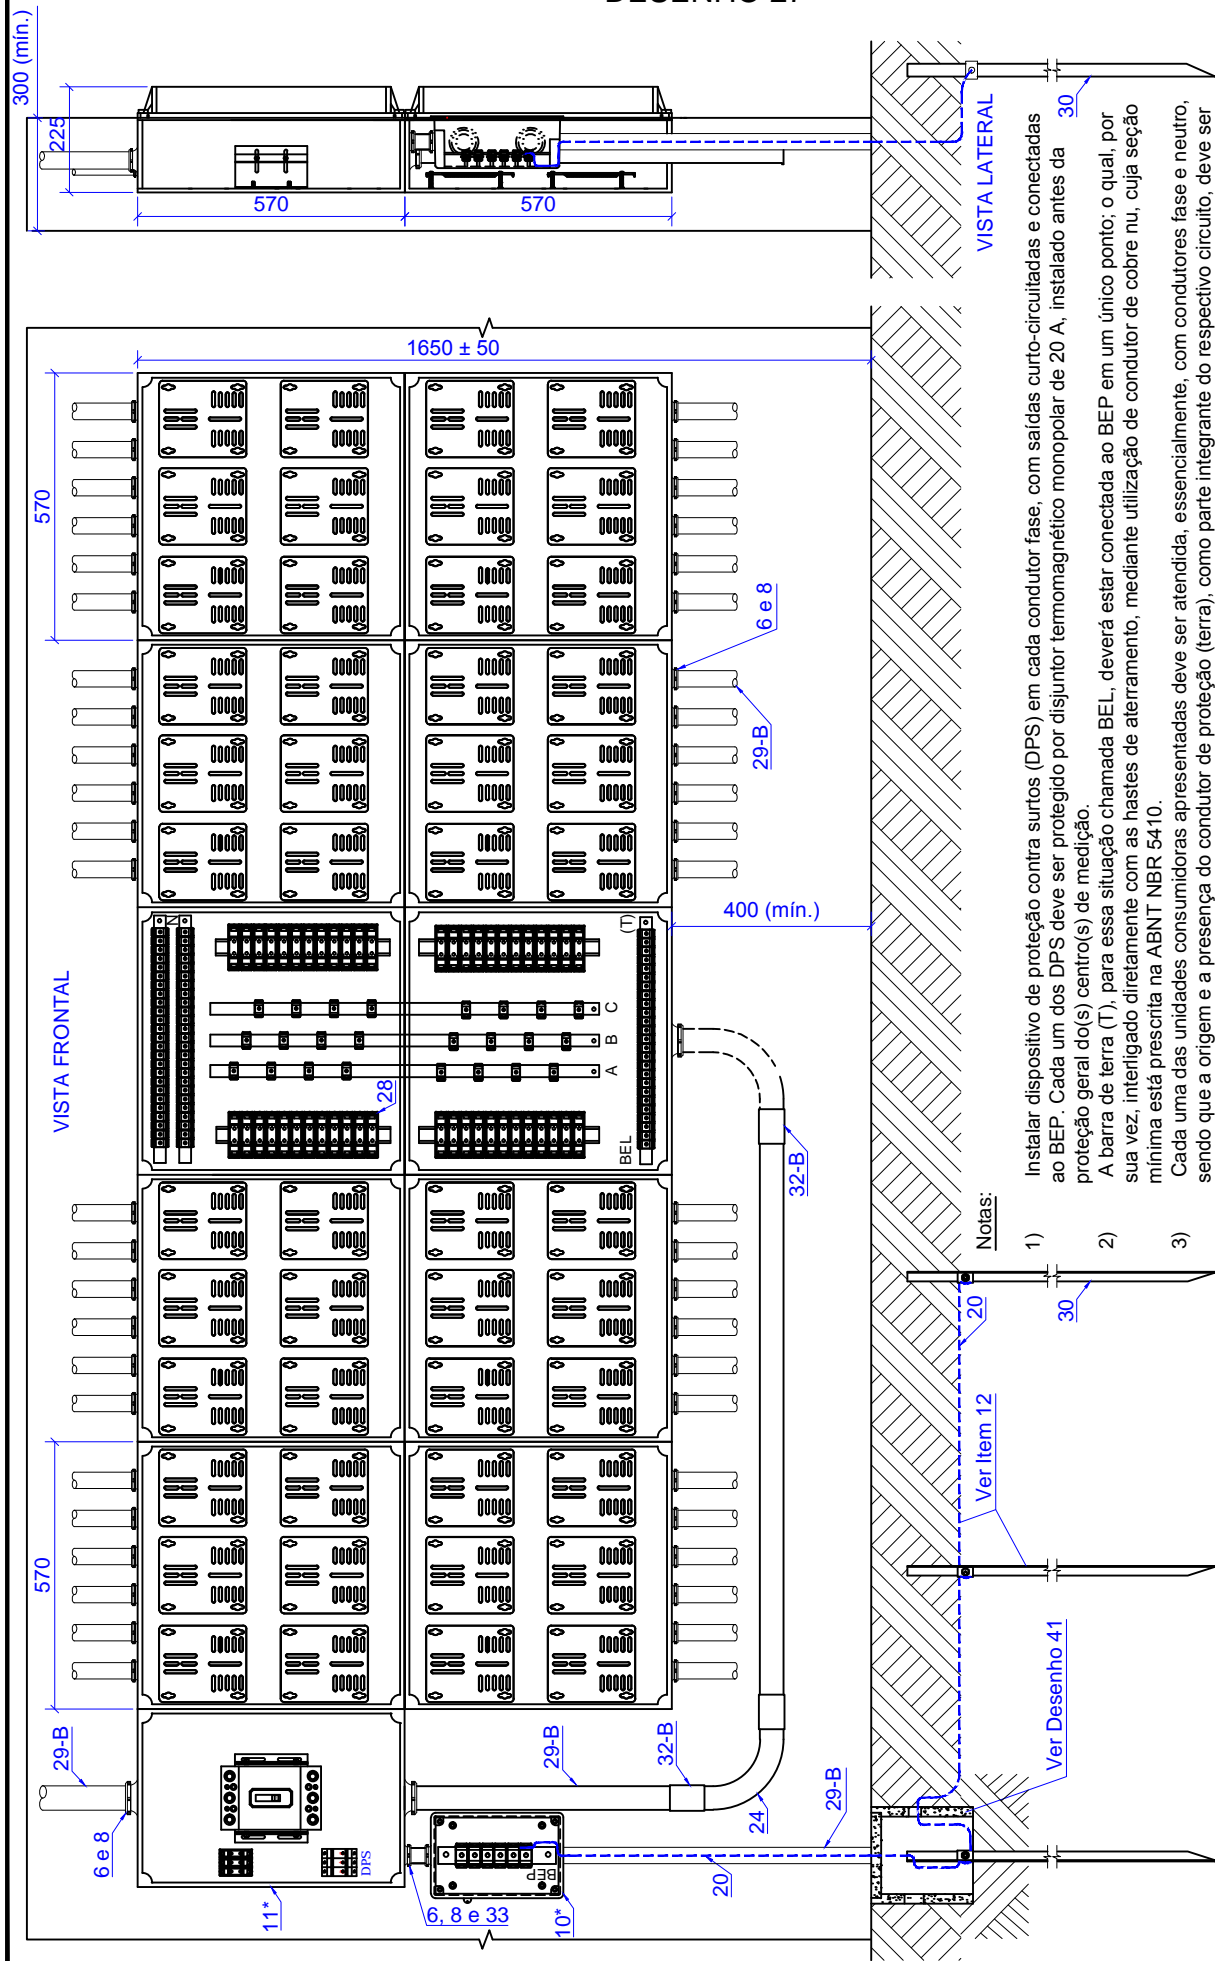 300 (mín.)
225
570
570
VISTA LATERAL
30
VISTA FRONTAL
1650 ± 50
570
570
400 (mín.)
6 e 8
29-B
N
(T)
A
B
C
28
BEL
32-B
29-B
6 e 8
11*
DPS
6, 8 e 33
BEP
10*
29-B
32-B
24
29-B
20
Ver Desenho 41
Ver Item 12
20
30
Notas:
1) Instalar dispositivo de proteção contra surtos (DPS) em cada condutor fase, com saídas curto-circuitadas e conectadas
ao BEP. Cada um dos DPS deve ser protegido por disjuntor termomagnético monopolar de 20 A, instalado antes da
proteção geral do(s) centro(s) de medição.
2) A barra de terra (T), para essa situação chamada BEL, deverá estar conectada ao BEP em um único ponto; o qual, por
sua vez, interligado diretamente com as hastes de aterramento, mediante utilização de condutor de cobre nu, cuja seção
mínima está prescrita na ABNT NBR 5410.
3) Cada uma das unidades consumidoras apresentadas deve ser atendida, essencialmente, com condutores fase e neutro,
sendo que a origem e a presença do condutor de proteção (terra), como parte integrante do respectivo circuito, deve ser